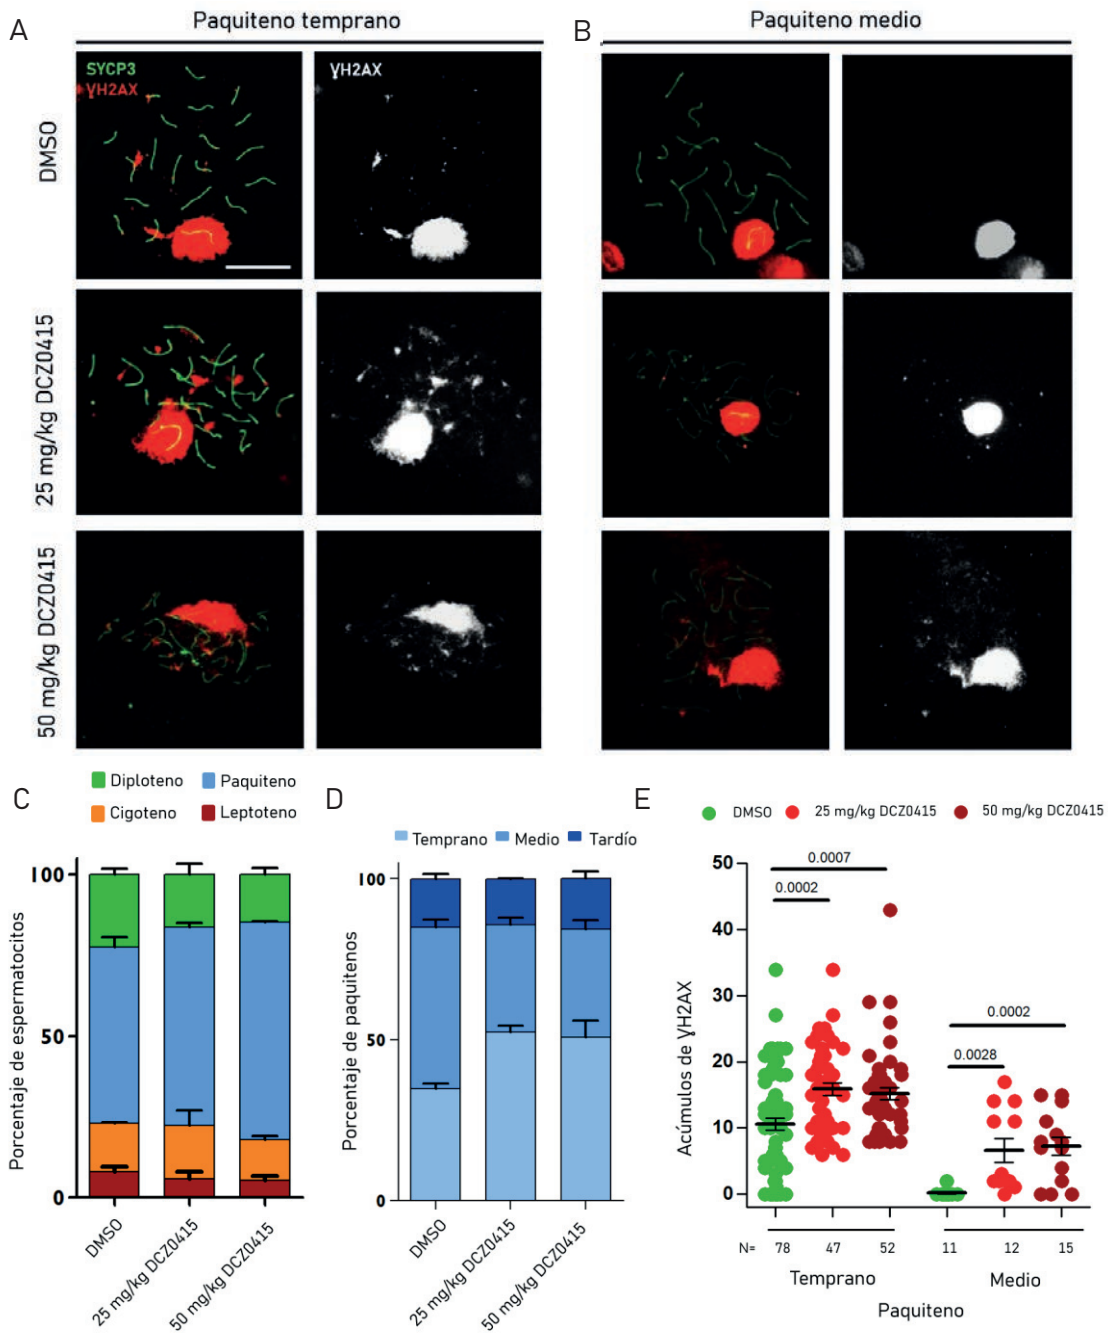 A
Paquiteno temprano
B
Paquiteno medio
SYCP3
ƔH2AX
ƔH2AX
DMSO
25 mg/kg DCZ0415
50 mg/kg DCZ0415
C
Diploteno
Paquiteno
Cigoteno
Leptoteno
Porcentaje de espermatocitos
100
50
0
DMSO
25 mg/kg DCZ0415
50 mg/kg DCZ0415
D
Temprano
Medio
Tardío
Porcentaje de paquitenos
100
50
0
DMSO
25 mg/kg DCZ0415
50 mg/kg DCZ0415
E
DMSO
25 mg/kg DCZ0415
50 mg/kg DCZ0415
Acúmulos de ƔH2AX
50
40
30
20
10
0
0.0007
0.0002
0.0002
0.0028
N= 78 47 52 11 12 15
Temprano Medio
Paquiteno